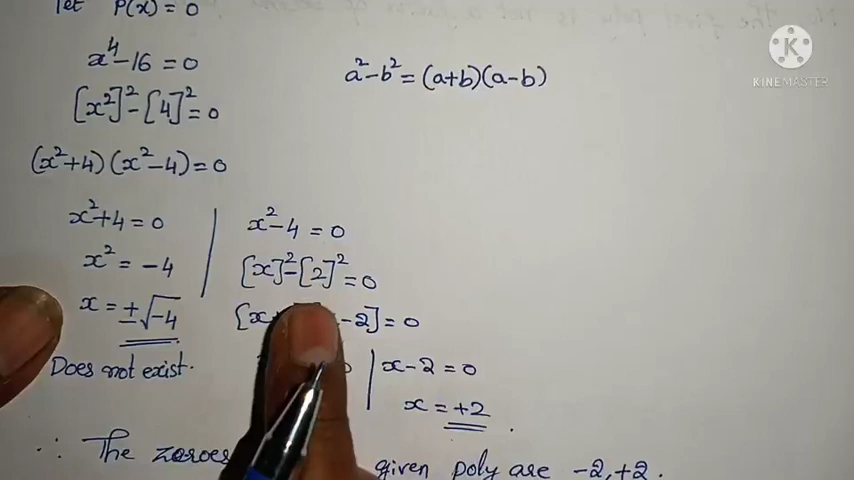 let P(x) = 0
x⁴ - 16 = 0
a² - b² = (a+b)(a-b)
[x²]² - [4]² = 0
(x²+4)(x²-4) = 0
x²+4 = 0
x² = -4
x = ±√-4
Does not exist.
x² - 4 = 0
[x]² - [2]² = 0
[x - 2] = 0
x - 2 = 0
x = +2
∴ The zeroes given poly are -2, +2.
K
KINEMASTER